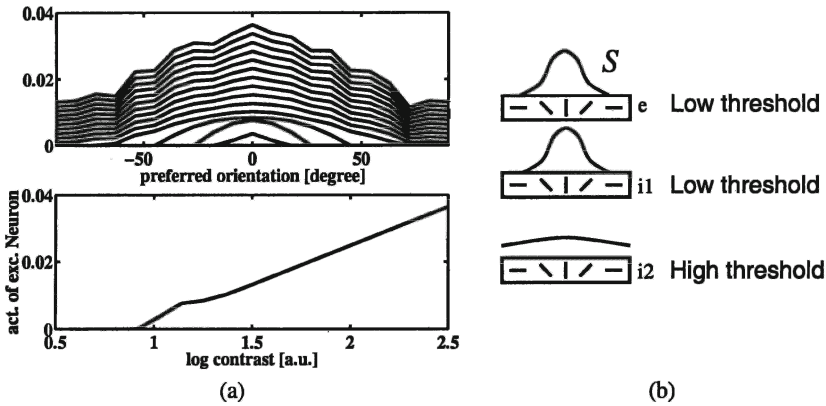 0.04
0.02
0
−50 0 50
preferred orientation [degree]
0.04
0.02
0
act. of exc. Neuron
0.5 1 1.5 2 2.5
log contrast [a.u.]
(a)
S
e Low threshold
i1 Low threshold
i2 High threshold
(b)